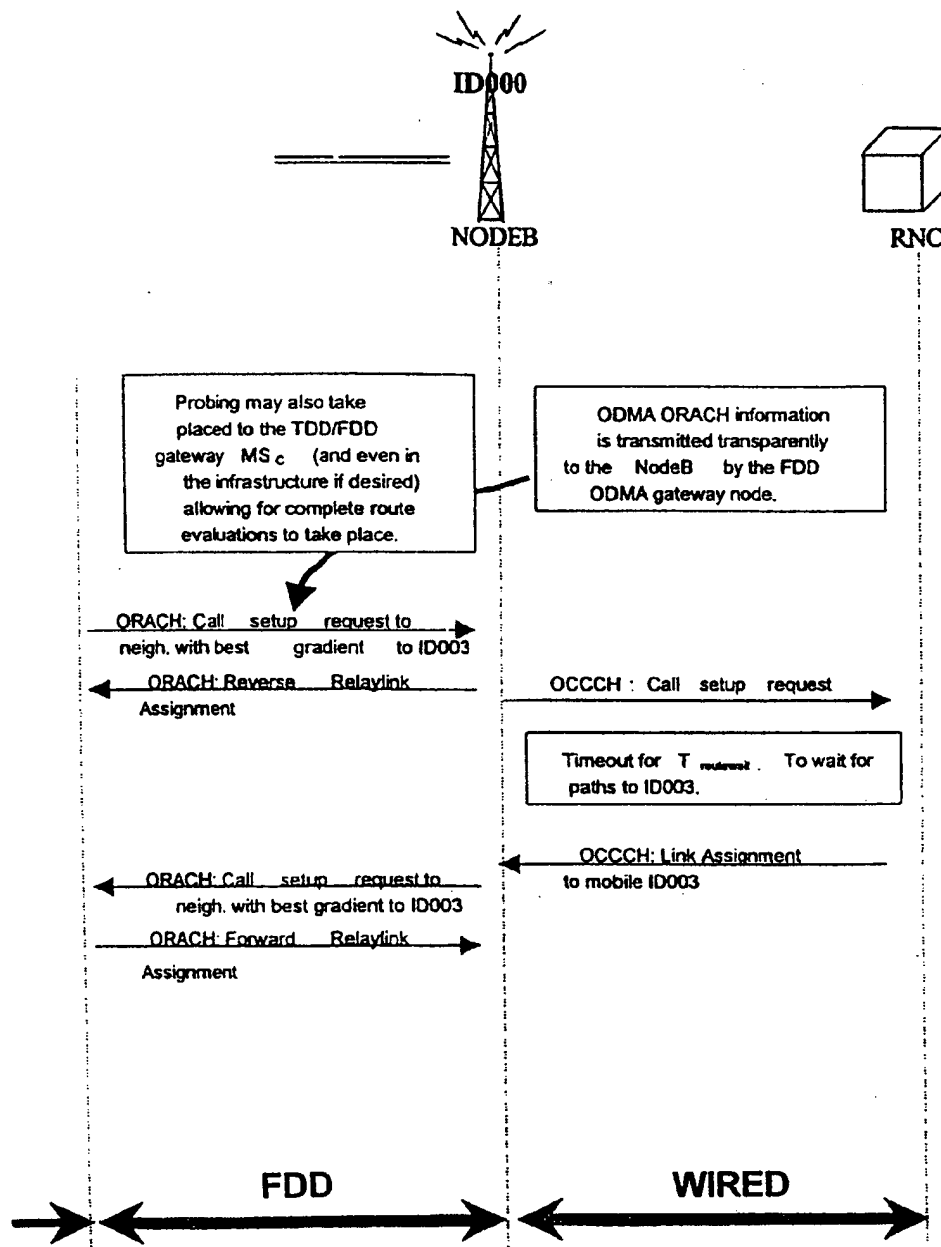 ID000
NODEB
RNC
Probing may also take
placed to the TDD/FDD
gateway MS c (and even in
the infrastructure if desired)
allowing for complete route
evaluations to take place.
ODMA ORACH information
is transmitted transparently
to the NodeB by the FDD
ODMA gateway node.
ORACH: Call setup request to
neigh. with best gradient to ID003
ORACH: Reverse Relaylink
Assignment
OCCCH : Call setup request
Timeout for T routewait . To wait for
paths to ID003.
OCCCH: Link Assignment
to mobile ID003
ORACH: Call setup request to
neigh. with best gradient to ID003
ORACH: Forward Relaylink
Assignment
FDD
WIRED